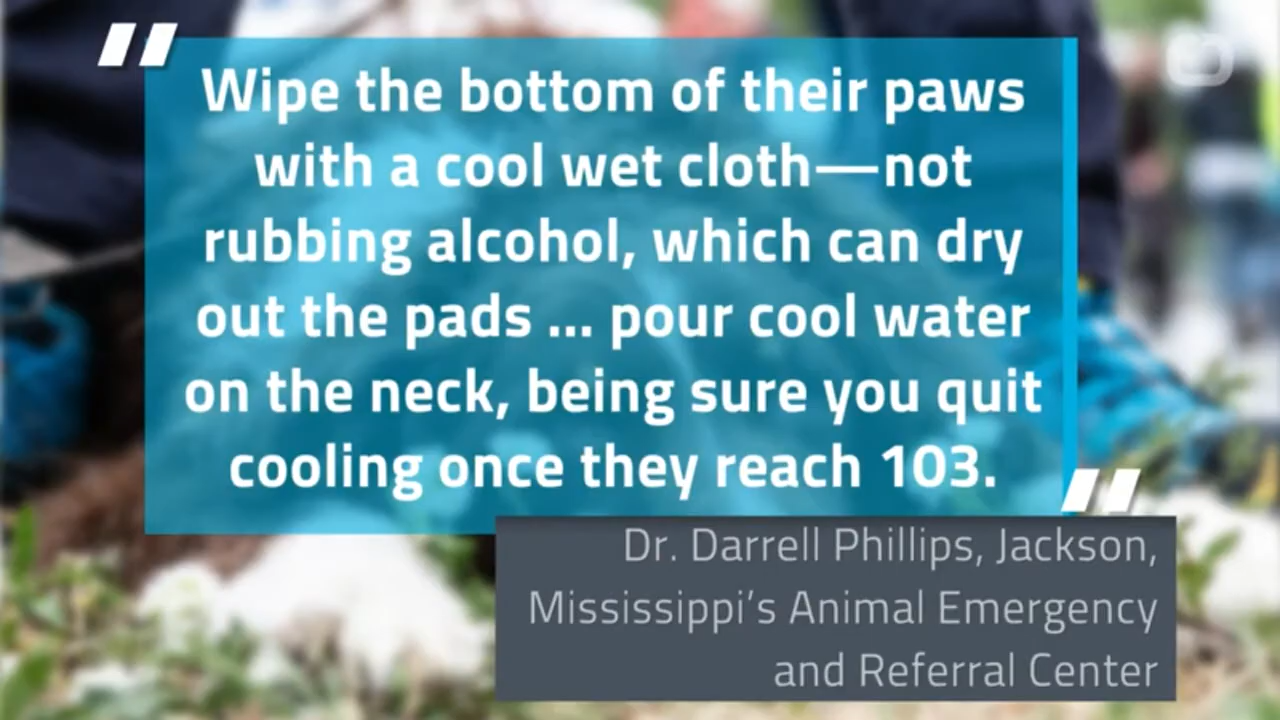 "
Wipe the bottom of their paws
with a cool wet cloth—not
rubbing alcohol, which can dry
out the pads ... pour cool water
on the neck, being sure you quit
cooling once they reach 103.
"
Dr. Darrell Phillips, Jackson,
Mississippi’s Animal Emergency
and Referral Center